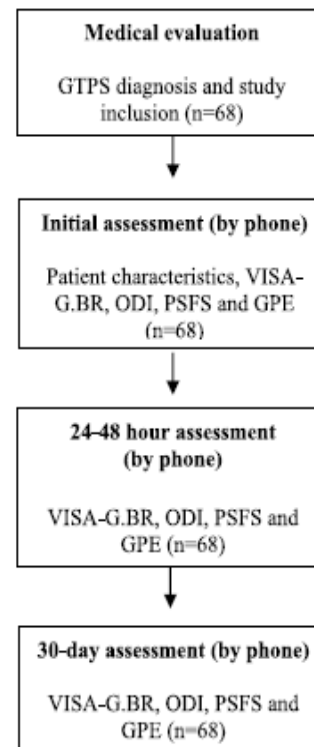 Medical evaluation
GTPS diagnosis and study
inclusion (n=68)
Initial assessment (by phone)
Patient characteristics, VISA-
G.BR, ODI, PSFS and GPE
(n=68)
24-48 hour assessment
(by phone)
VISA-G.BR, ODI, PSFS and
GPE (n=68)
30-day assessment (by phone)
VISA-G.BR, ODI, PSFS and
GPE (n=68)